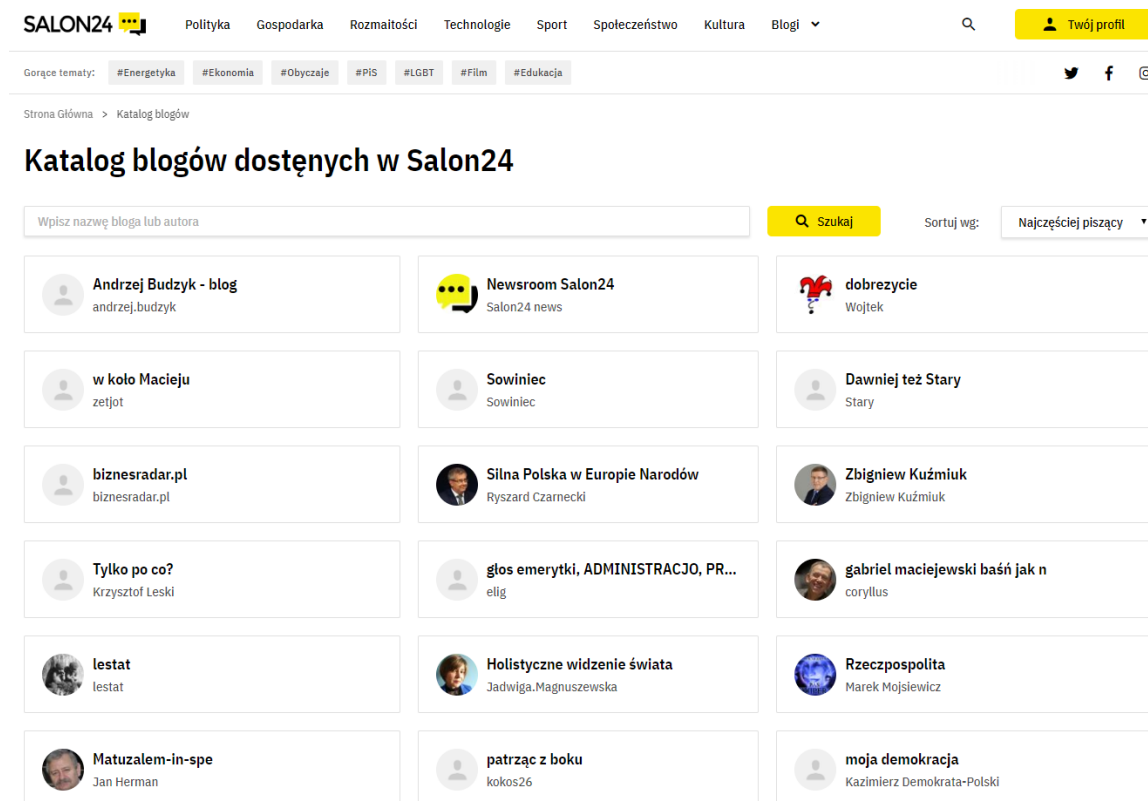 SALON24
Polityka Gospodarka Rozmaitości Technologie Sport Społeczeństwo Kultura Blogi
Twój profil
Gorące tematy: #Energetyka #Ekonomia #Obyczaje #PiS #LGBT #Film #Edukacja
Strona Główna > Katalog blogów
Katalog blogów dostęnych w Salon24
Wpisz nazwę bloga lub autora
Szukaj
Sortuj wg:
Najczęściej piszący
Andrzej Budzyk - blog
andrzej.budzyk
Newsroom Salon24
Salon24 news
dobrezycie
Wojtek
w koło Macieju
zetjot
Sowiniec
Sowiniec
Dawniej też Stary
Stary
biznesradar.pl
biznesradar.pl
Silna Polska w Europie Narodów
Ryszard Czarnecki
Zbigniew Kuźmiuk
Zbigniew Kuźmiuk
Tylko po co?
Krzysztof Leski
głos emerytki, ADMINISTRACJO, PR...
elig
gabriel maciejewski baśń jak n
coryllus
lestat
lestat
Holistyczne widzenie świata
Jadwiga.Magnuszewska
Rzeczpospolita
Marek Mojsiewicz
Matuzalem-in-spe
Jan Herman
patrząc z boku
kokos26
moja demokracja
Kazimierz Demokrata-Polski